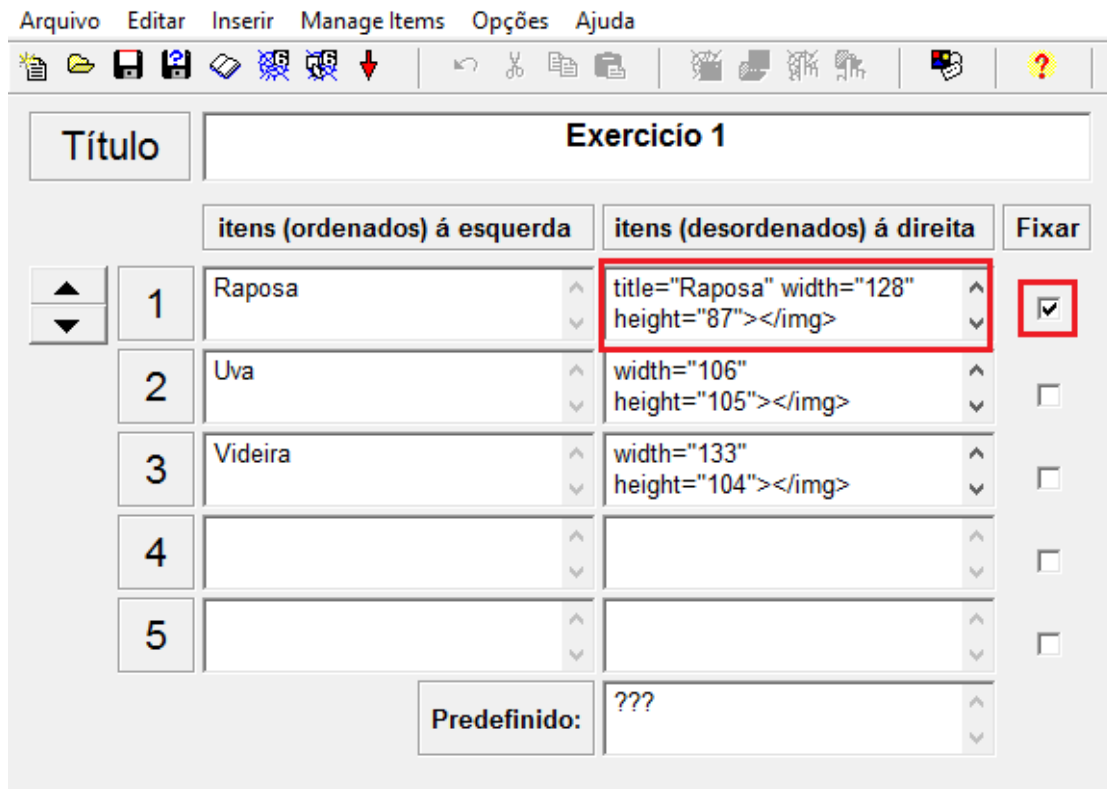 Arquivo Editar Inserir Manage Items Opções Ajuda
Título
Exercicío 1
itens (ordenados) á esquerda
itens (desordenados) á direita
Fixar
1
Raposa
title="Raposa" width="128"
height="87"></img>
2
Uva
width="106"
height="105"></img>
3
Videira
width="133"
height="104"></img>
4
5
Predefinido:
???